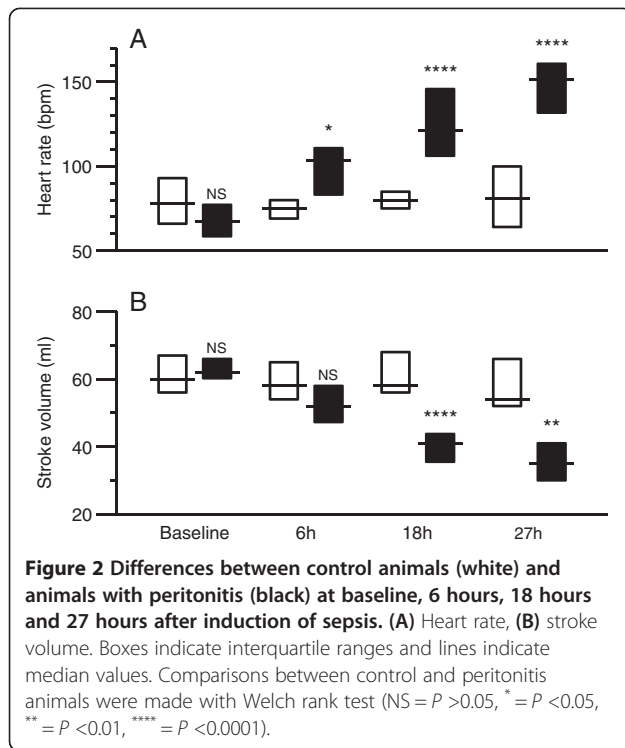 A
****
****
*
NS
150
100
50
Heart rate (bpm)
B
NS
NS
****
**
80
60
40
20
Stroke volume (ml)
Baseline 6h 18h 27h
Figure 2 Differences between control animals (white) and
animals with peritonitis (black) at baseline, 6 hours, 18 hours
and 27 hours after induction of sepsis. (A) Heart rate, (B) stroke
volume. Boxes indicate interquartile ranges and lines indicate
median values. Comparisons between control and peritonitis
animals were made with Welch rank test (NS = P >0.05, * = P <0.05,
** = P <0.01, **** = P <0.0001).